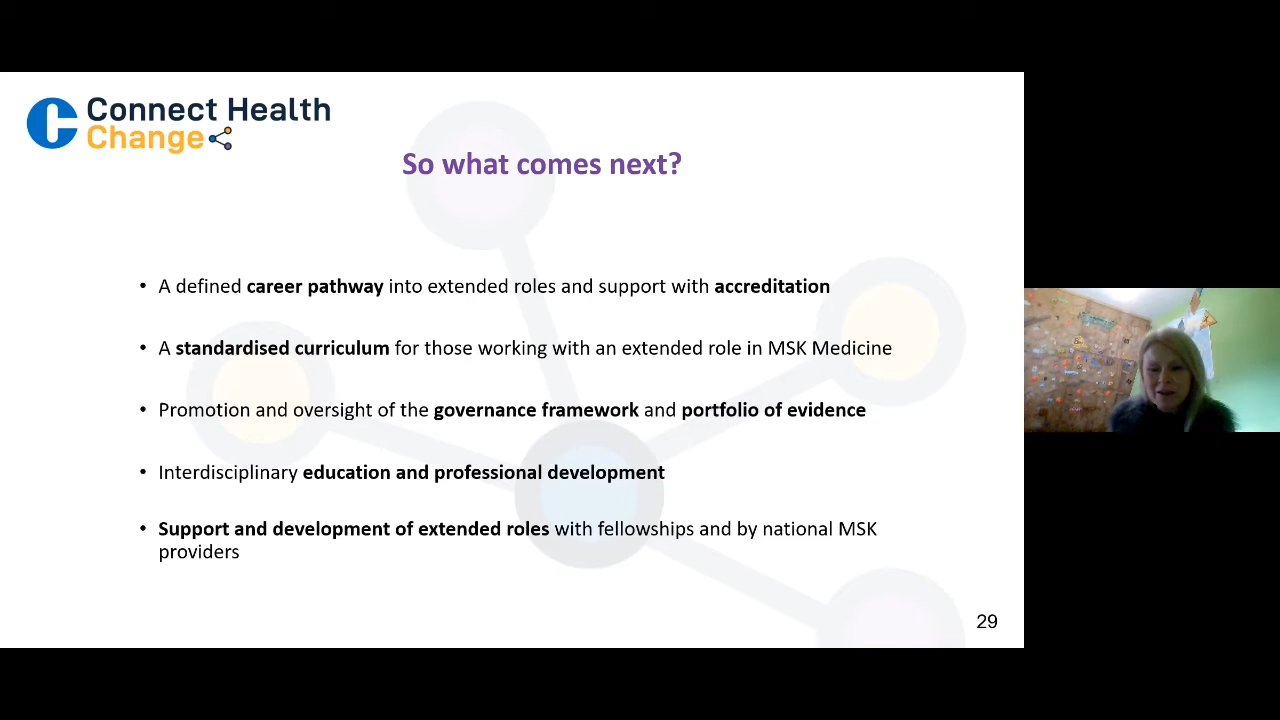 Connect Health
Change
So what comes next?
• A defined career pathway into extended roles and support with accreditation
• A standardised curriculum for those working with an extended role in MSK Medicine
• Promotion and oversight of the governance framework and portfolio of evidence
• Interdisciplinary education and professional development
• Support and development of extended roles with fellowships and by national MSK
providers
29